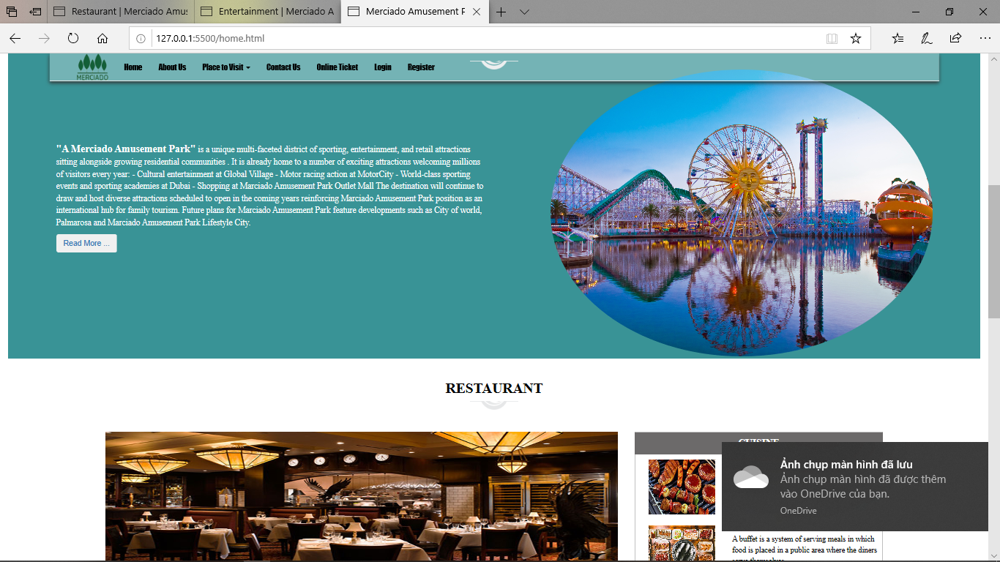 Restaurant | Merciado Amus
Entertainment | Merciado A
Merciado Amusement P
127.0.0.1:5500/home.html
MERCIADO
Home About Us Place to Visit Contact Us Online Ticket Login Register
"A Merciado Amusement Park" is a unique multi-faceted district of sporting, entertainment, and retail attractions
sitting alongside growing residential communities . It is already home to a number of exciting attractions welcoming millions
of visitors every year: - Cultural entertainment at Global Village - Motor racing action at MotorCity - World-class sporting
events and sporting academies at Dubai - Shopping at Marciado Amusement Park Outlet Mall The destination will continue to
draw and host diverse attractions scheduled to open in the coming years reinforcing Marciado Amusement Park position as an
international hub for family tourism. Future plans for Marciado Amusement Park feature developments such as City of world,
Palmarosa and Marciado Amusement Park Lifestyle City.
Read More ...
RESTAURANT
CUISINE
Ảnh chụp màn hình đã lưu
Ảnh chụp màn hình đã được thêm
vào OneDrive của bạn.
OneDrive
A buffet is a system of serving meals in which
food is placed in a public area where the diners